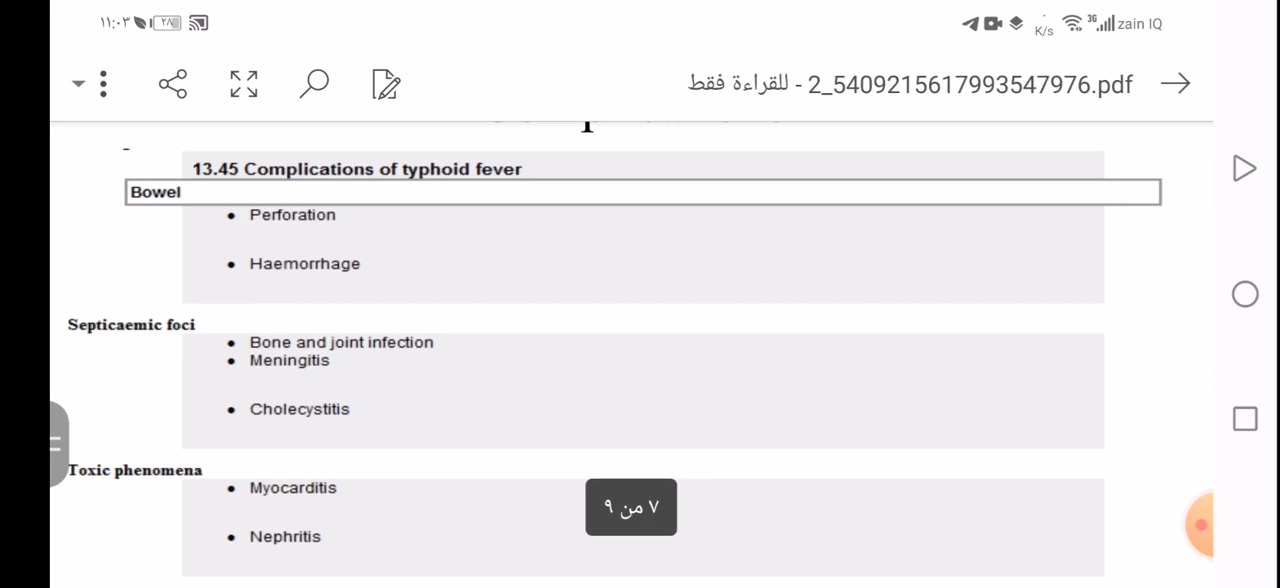 ١١:٠٣ ٢٨ K/s 3G zain IQ
2_5409215617993547976.pdf - للقراءة فقط
13.45 Complications of typhoid fever
Bowel
• Perforation
• Haemorrhage
Septicaemic foci
• Bone and joint infection
• Meningitis
• Cholecystitis
Toxic phenomena
• Myocarditis
٧ من ٩
• Nephritis